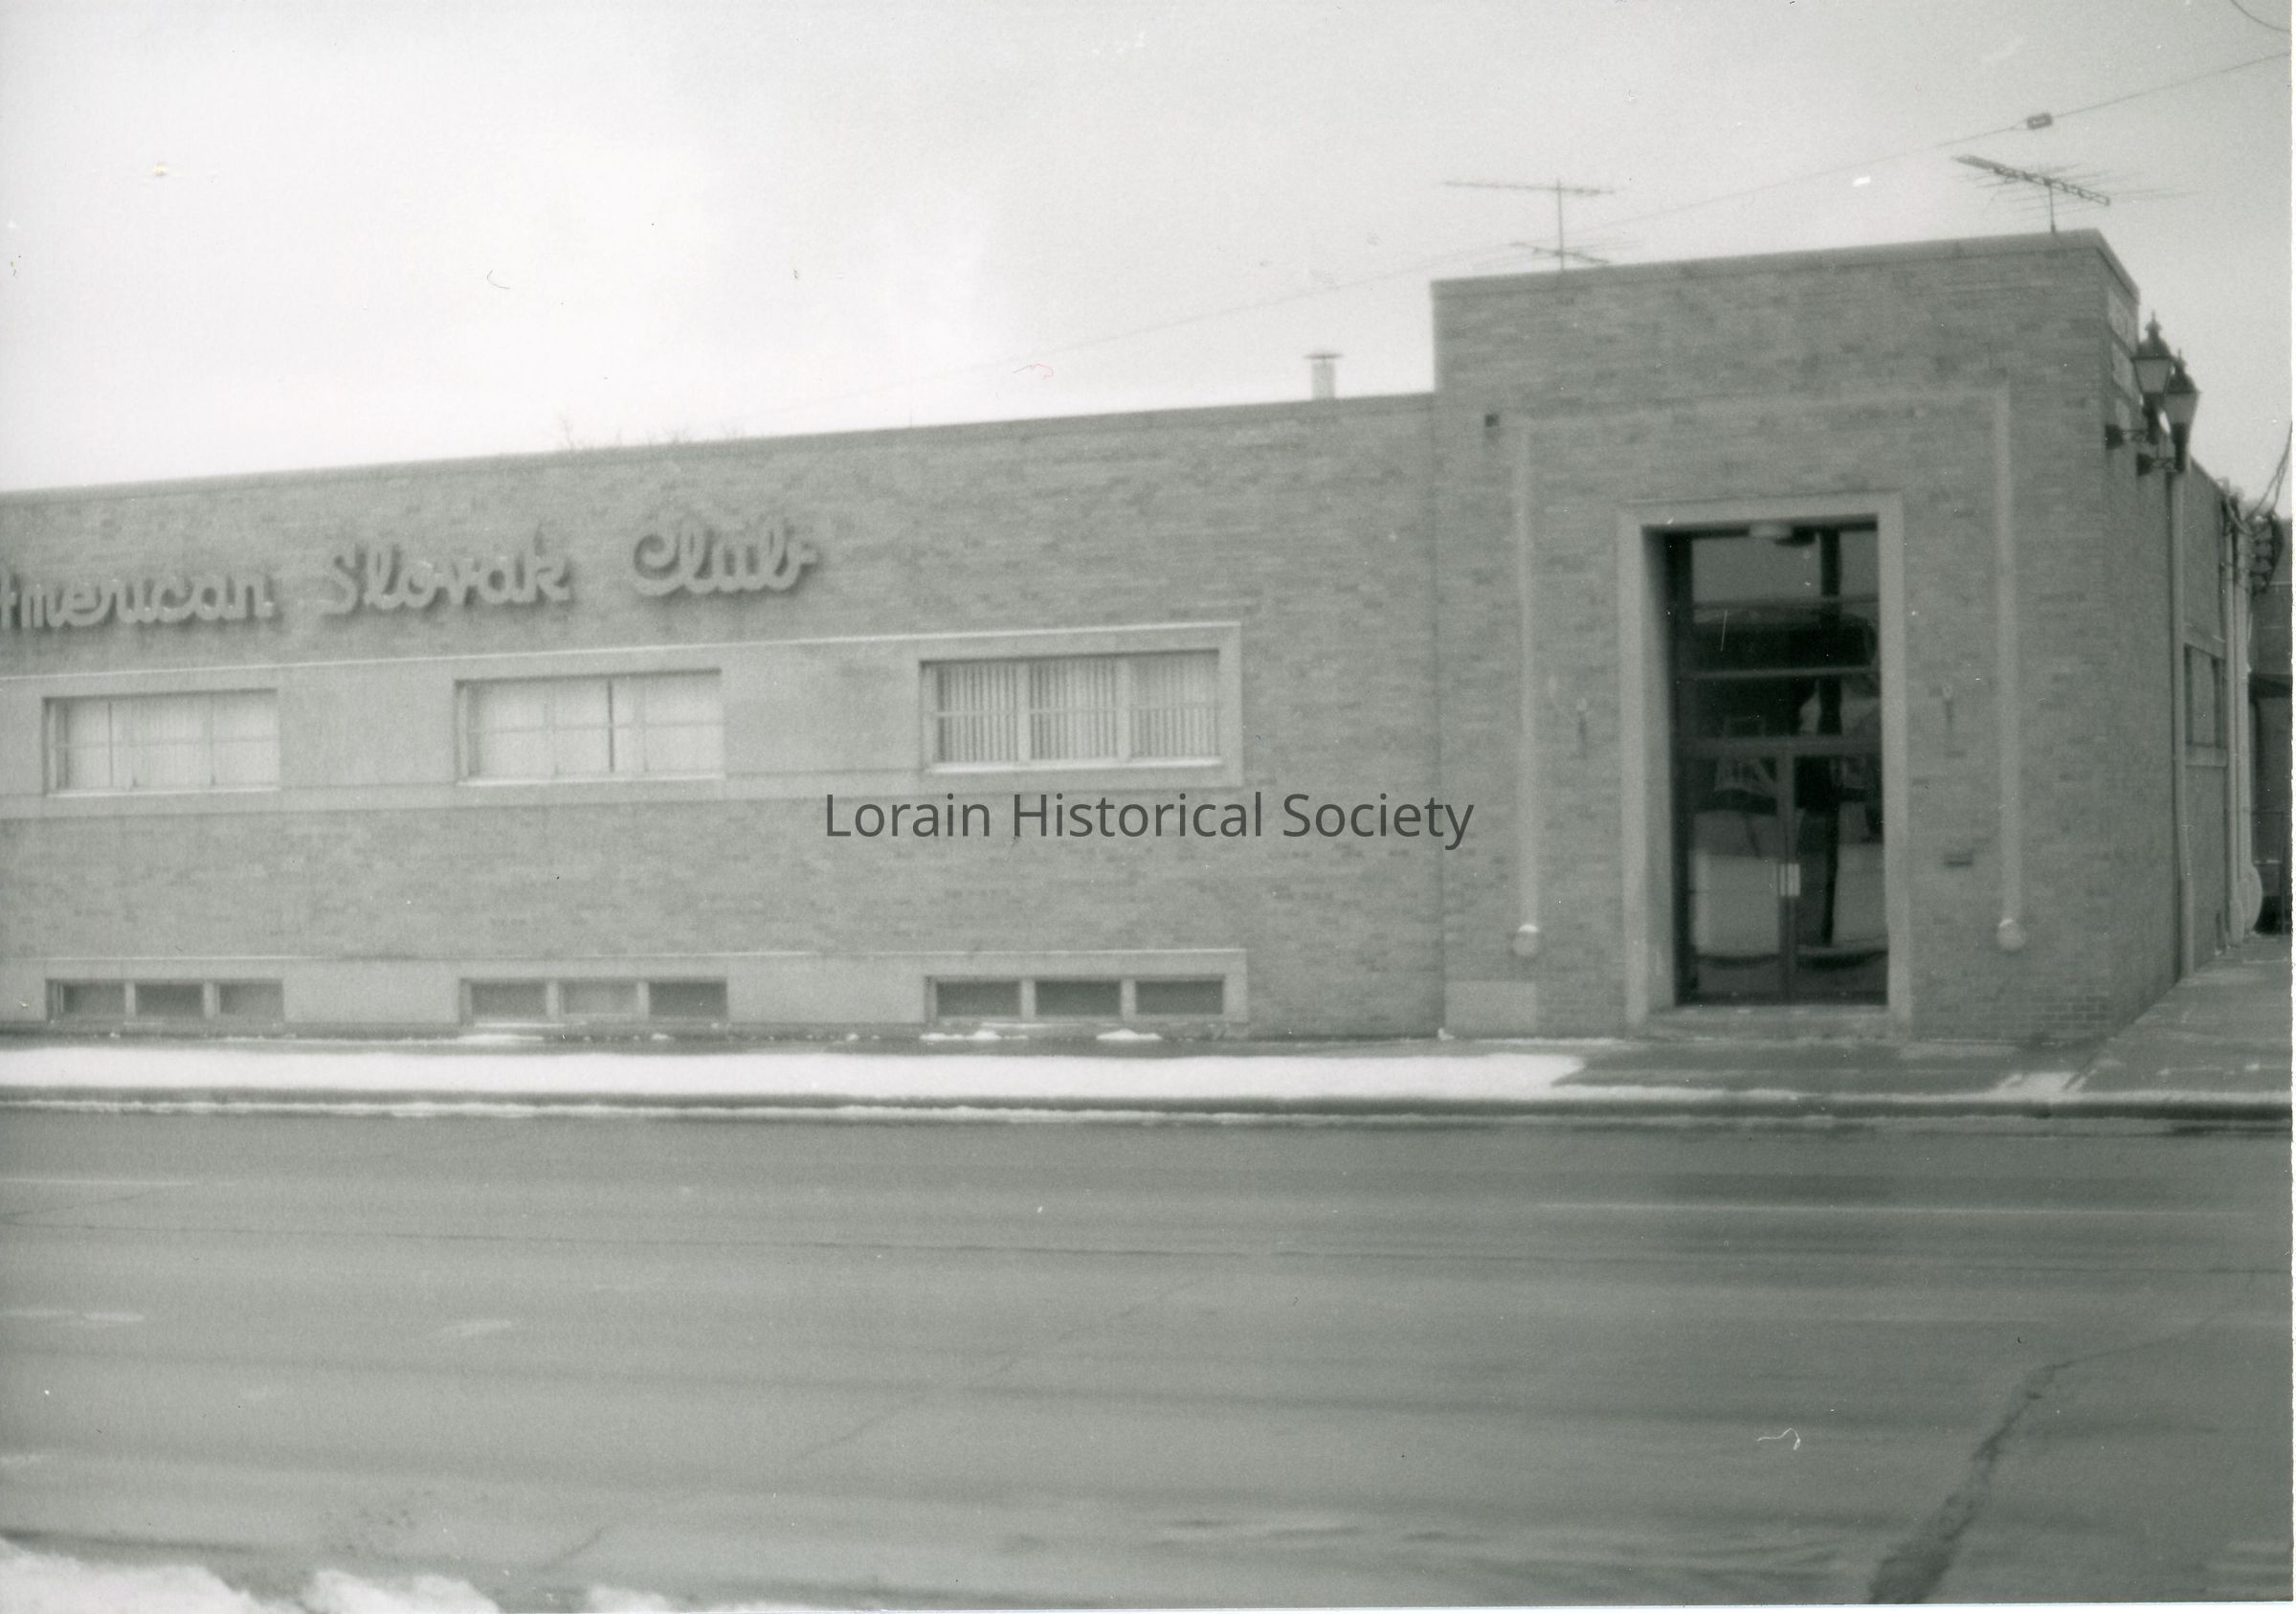 American Slovak Club
Lorain Historical Society